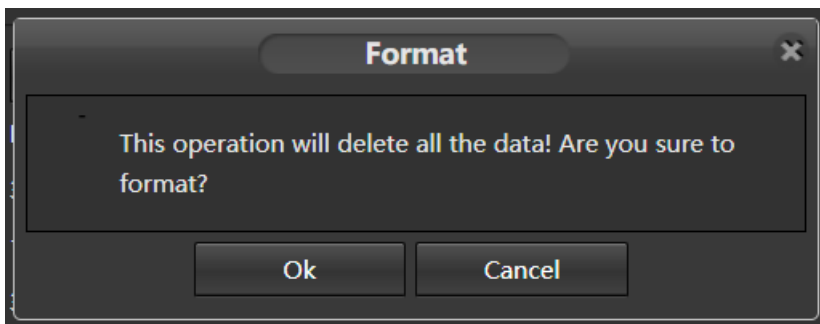 Format
This operation will delete all the data! Are you sure to
format?
Ok
Cancel